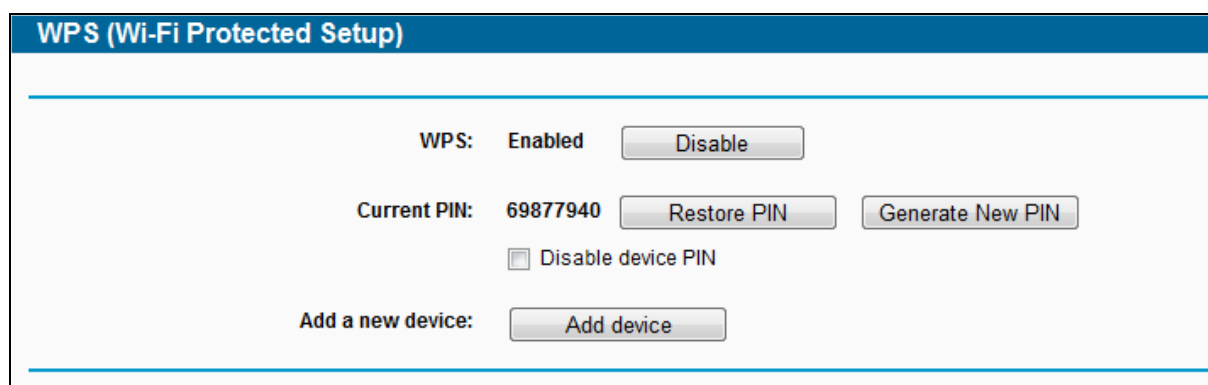 WPS (Wi-Fi Protected Setup)
WPS: Enabled Disable
Current PIN: 69877940 Restore PIN Generate New PIN
Disable device PIN
Add a new device: Add device